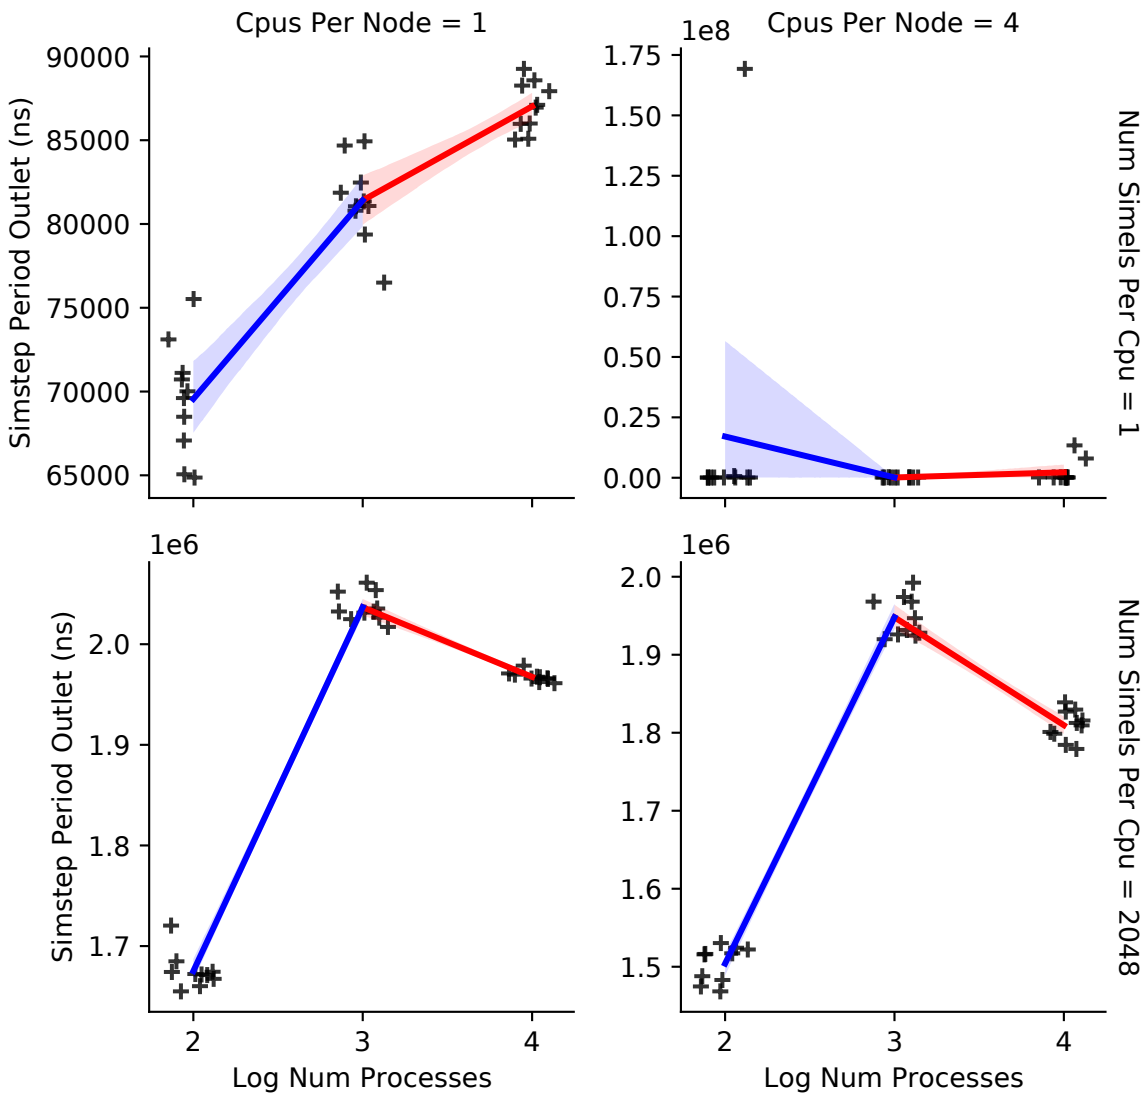 Cpus Per Node = 1
Cpus Per Node = 4
1e8
90000
85000
80000
75000
70000
65000
Simstep Period Outlet (ns)
1.75
1.50
1.25
1.00
0.75
0.50
0.25
0.00
Num Simels Per Cpu = 1
1e6
2.0
1.9
1.8
1.7
Simstep Period Outlet (ns)
1e6
2.0
1.9
1.8
1.7
1.6
1.5
Num Simels Per Cpu = 2048
2 3 4
Log Num Processes
2 3 4
Log Num Processes